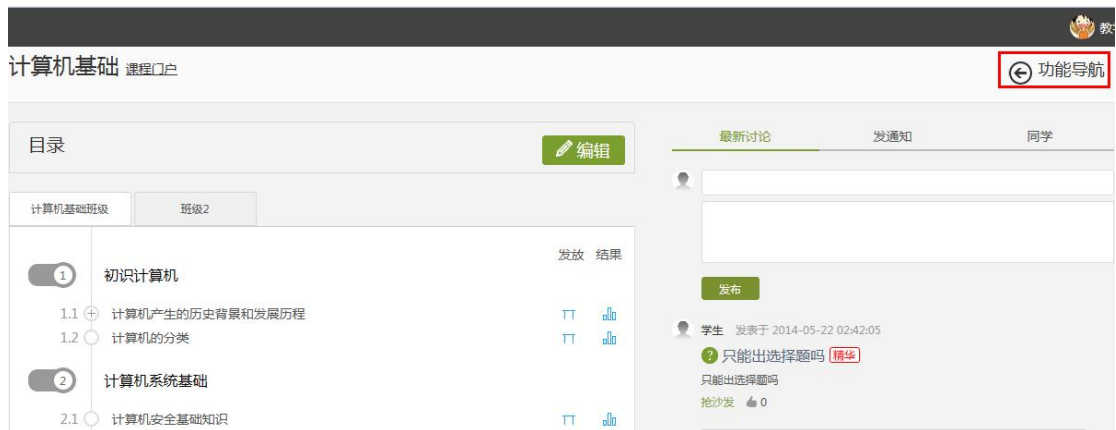 教
计算机基础 课程门户
功能导航
目录
编辑
计算机基础班级 班级2
发放 结果
1 初识计算机
1.1 计算机产生的历史背景和发展历程
1.2 计算机的分类
2 计算机系统基础
2.1 计算机安全基础知识
最新讨论 发通知 同学
发布
学生 发表于 2014-05-22 02:42:05
? 只能出选择题吗 精华
只能出选择题吗
抢沙发 0